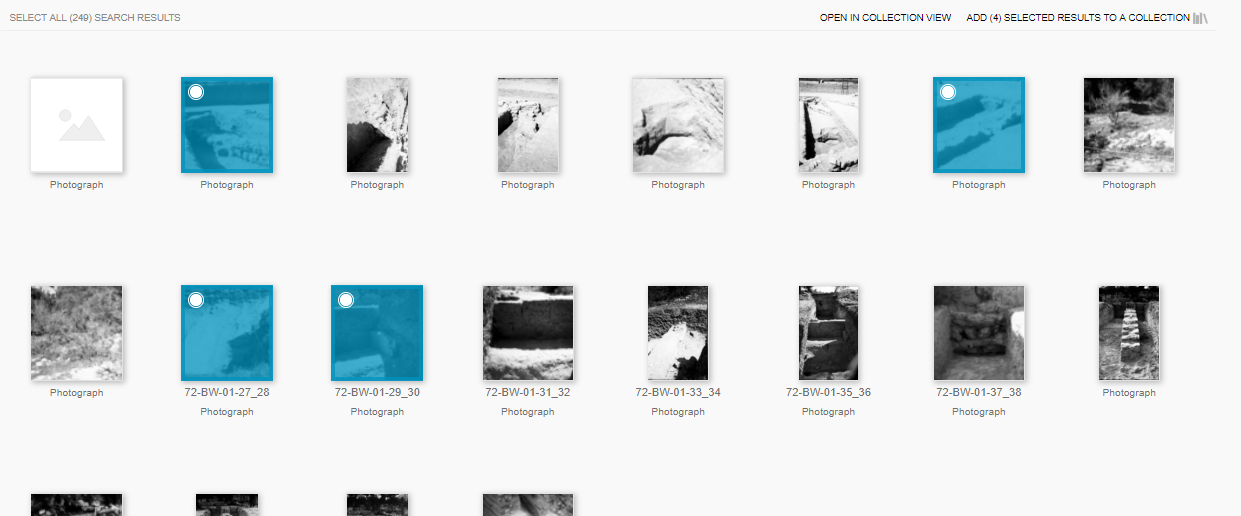 SELECT ALL (249) SEARCH RESULTS
OPEN IN COLLECTION VIEW
ADD (4) SELECTED RESULTS TO A COLLECTION
Photograph
Photograph
Photograph
Photograph
Photograph
Photograph
Photograph
Photograph
Photograph
72-BW-01-27_28
Photograph
72-BW-01-29_30
Photograph
72-BW-01-31_32
Photograph
72-BW-01-33_34
Photograph
72-BW-01-35_36
Photograph
72-BW-01-37_38
Photograph
Photograph